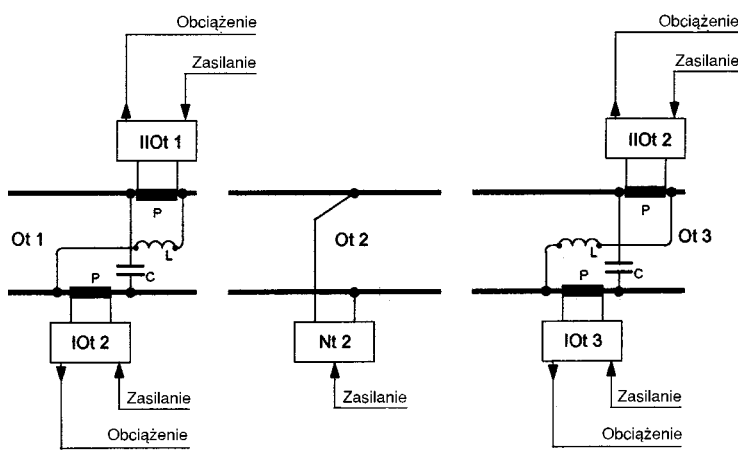 Obciążenie
Zasilanie
IIOt 1
P
Ot 1
L
C
P
IOt 2
Zasilanie
Obciążenie
Ot 2
Nt 2
Zasilanie
Obciążenie
Zasilanie
IIOt 2
P
Ot 3
L
C
P
IOt 3
Zasilanie
Obciążenie